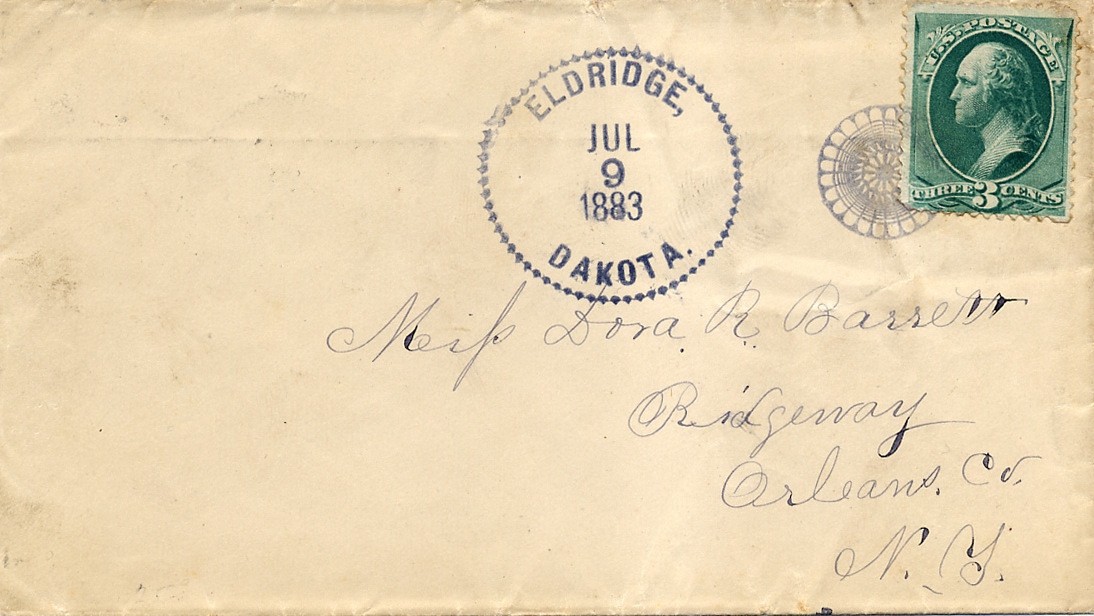 U.S. POSTAGE
THREE 3 CENTS
ELDRIDGE,
JUL
9
1883
DAKOTA.
Miss Dora R Barrett
Ridgeway
Orleans. Co.
N. Y.